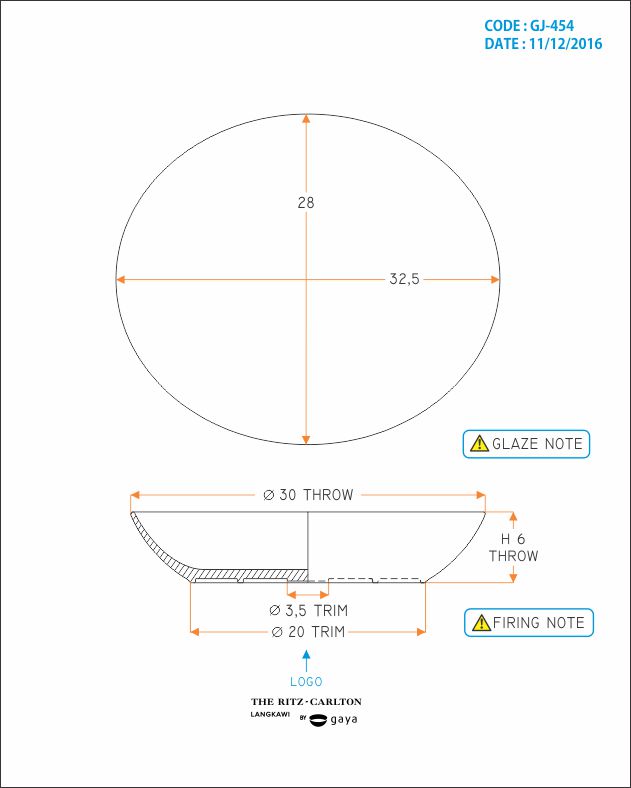 CODE : GJ-454
DATE : 11/12/2016
28
32,5
GLAZE NOTE
Ø 30 THROW
H 6
THROW
Ø 3,5 TRIM
Ø 20 TRIM
FIRING NOTE
LOGO
THE RITZ-CARLTON
LANGKAWI BY gaya